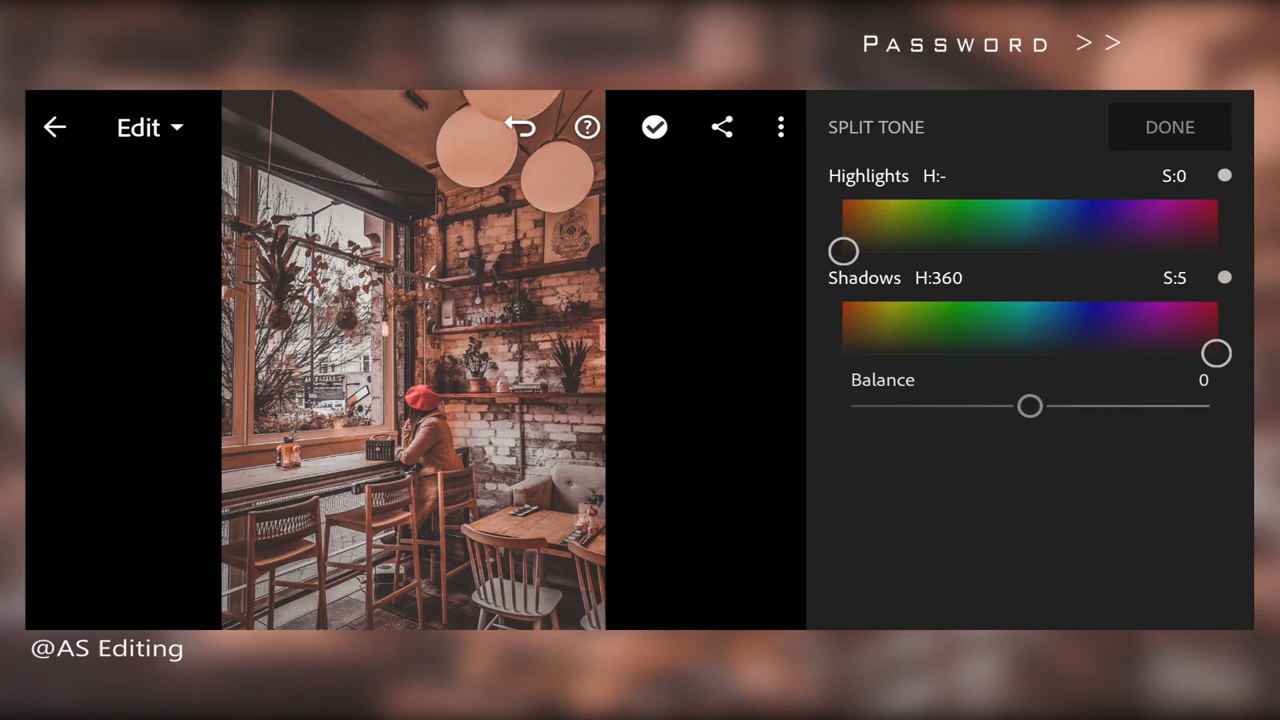 PASSWORD >>
Edit
SPLIT TONE
DONE
Highlights H:- S:0
Shadows H:360 S:5
Balance 0
@AS Editing